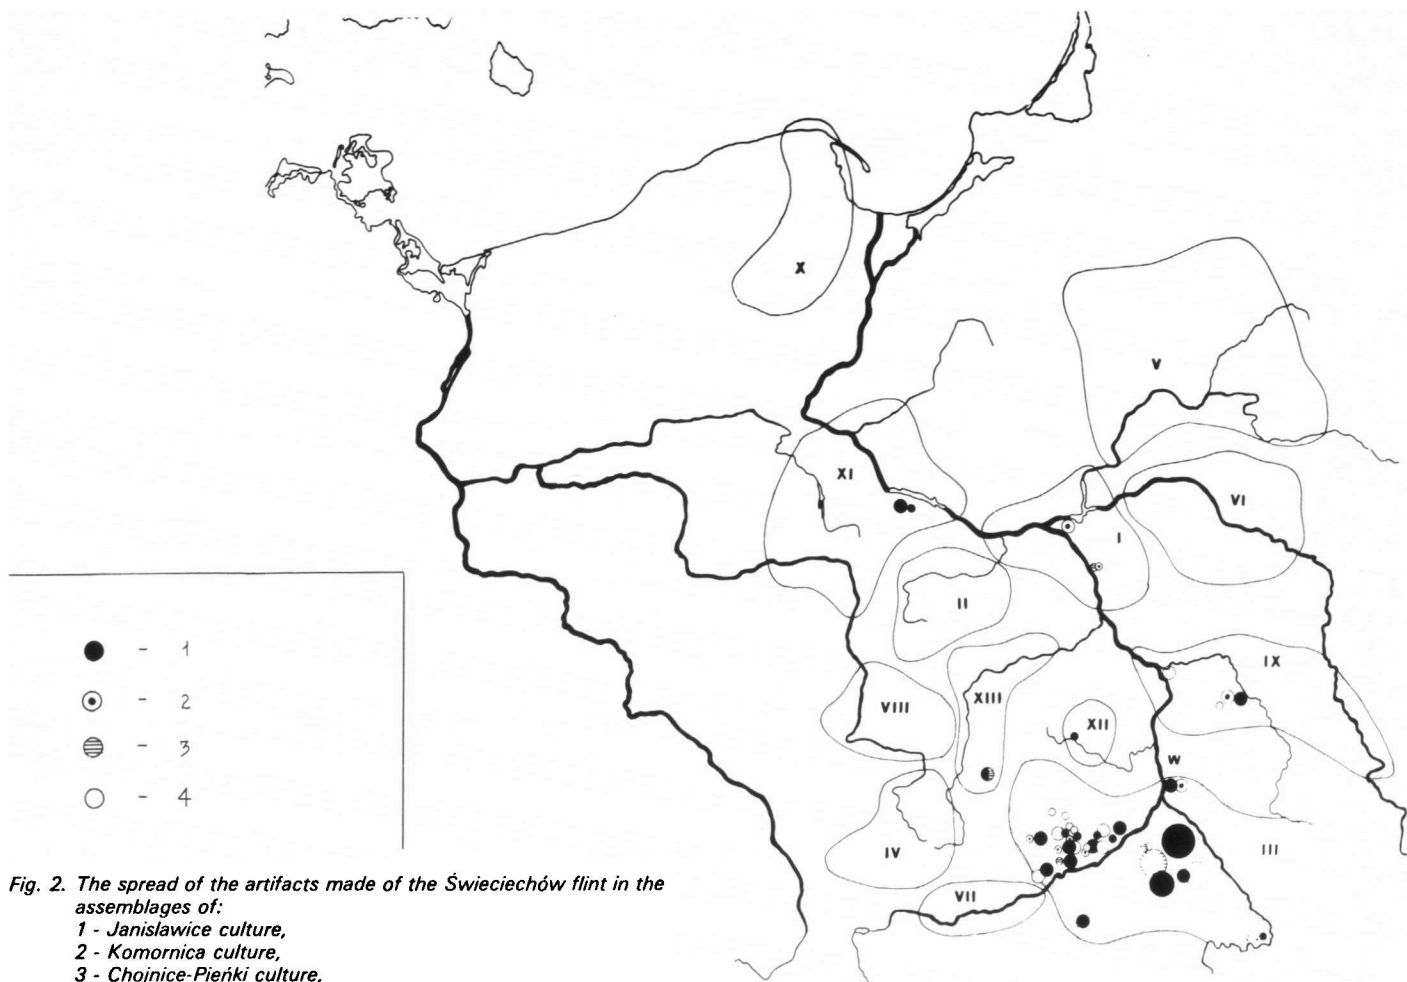 X
V
XI
VI
I
II
IX
VIII
XIII
XII
W
IV
III
VII
- 1
- 2
- 3
- 4
Fig. 2. The spread of the artifacts made of the Świeciechów flint in the
assemblages of:
1 - Janislawice culture,
2 - Komornica culture,
3 - Chojnice-Pieńki culture,